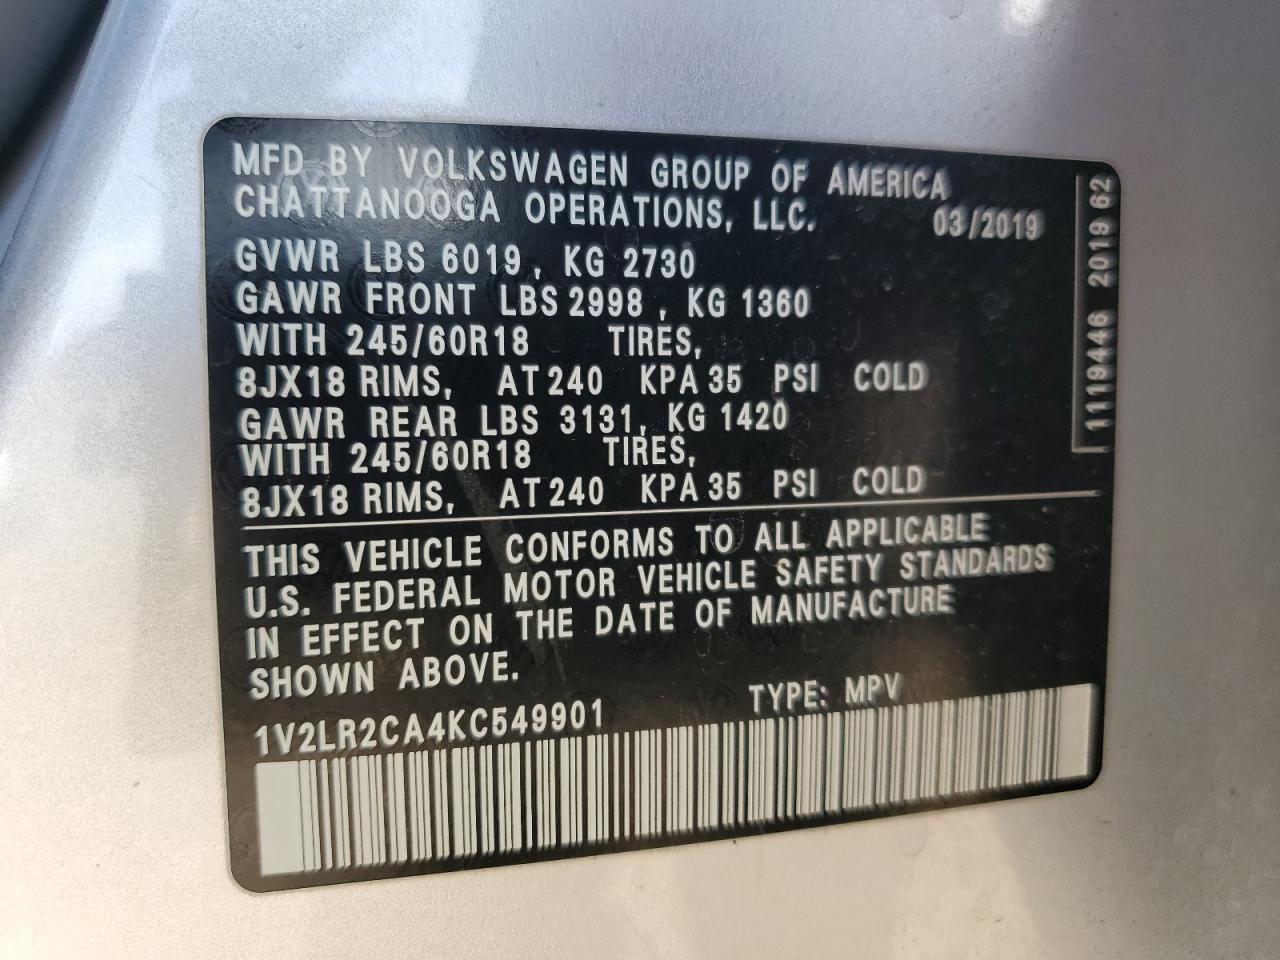 MFD BY VOLKSWAGEN GROUP OF AMERICA
CHATTANOOGA OPERATIONS, LLC. 03/2019
GVWR LBS 6019, KG 2730
GAWR FRONT LBS 2998, KG 1360
WITH 245/60R18 TIRES,
8JX18 RIMS, AT 240 KPA 35 PSI COLD
GAWR REAR LBS 3131, KG 1420
WITH 245/60R18 TIRES,
8JX18 RIMS, AT 240 KPA 35 PSI COLD
THIS VEHICLE CONFORMS TO ALL APPLICABLE
U.S. FEDERAL MOTOR VEHICLE SAFETY STANDARDS
IN EFFECT ON THE DATE OF MANUFACTURE
SHOWN ABOVE.
1V2LR2CA4KC549901 TYPE: MPV
1119446 2019 62